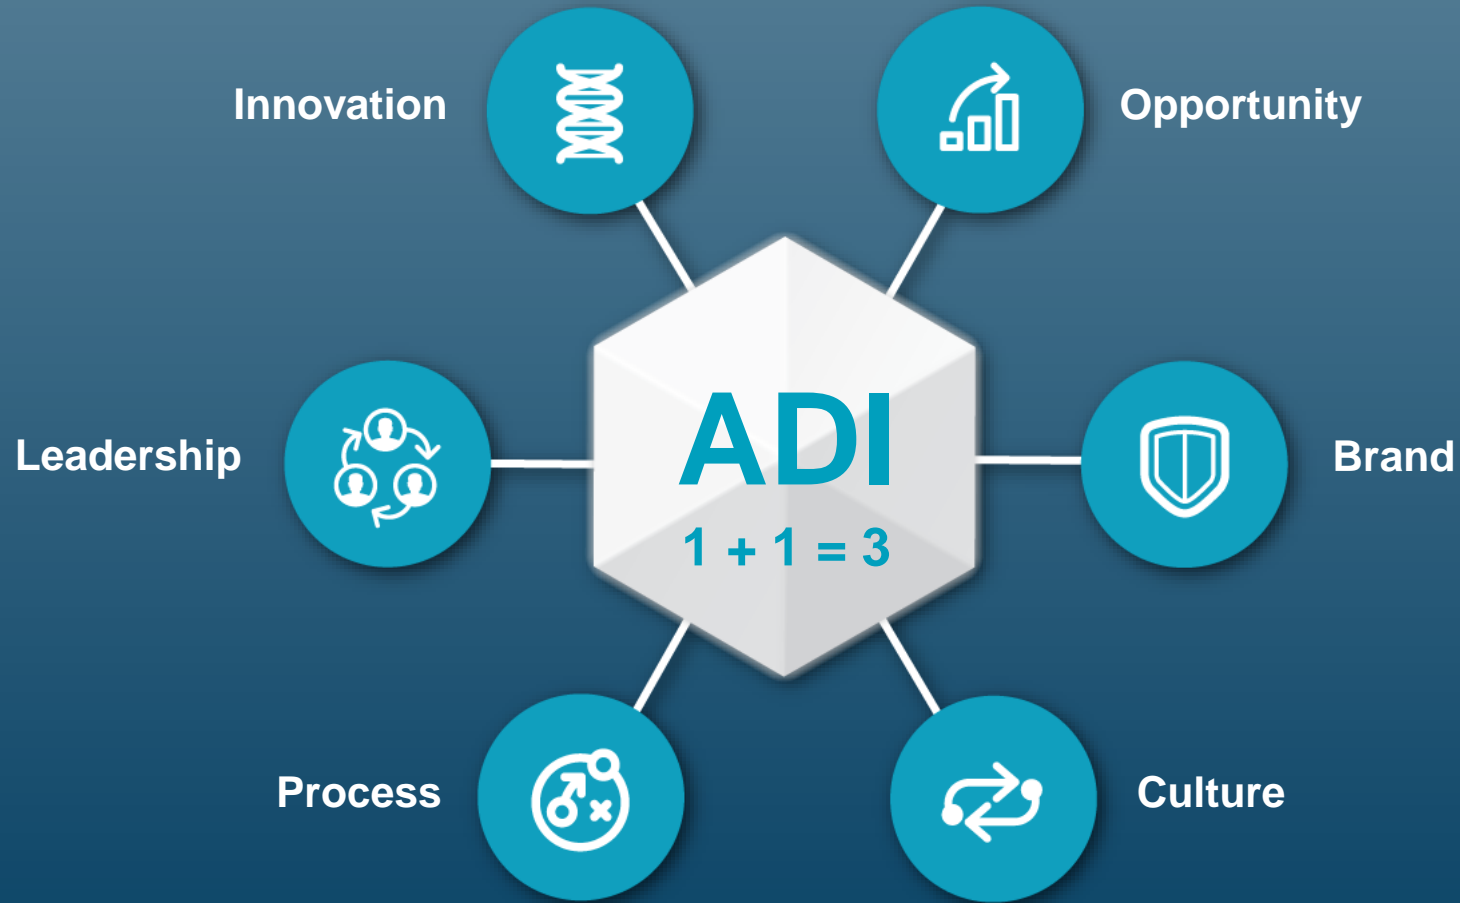 Innovation
Opportunity
Leadership
ADI
1 + 1 = 3
Brand
Process
Culture